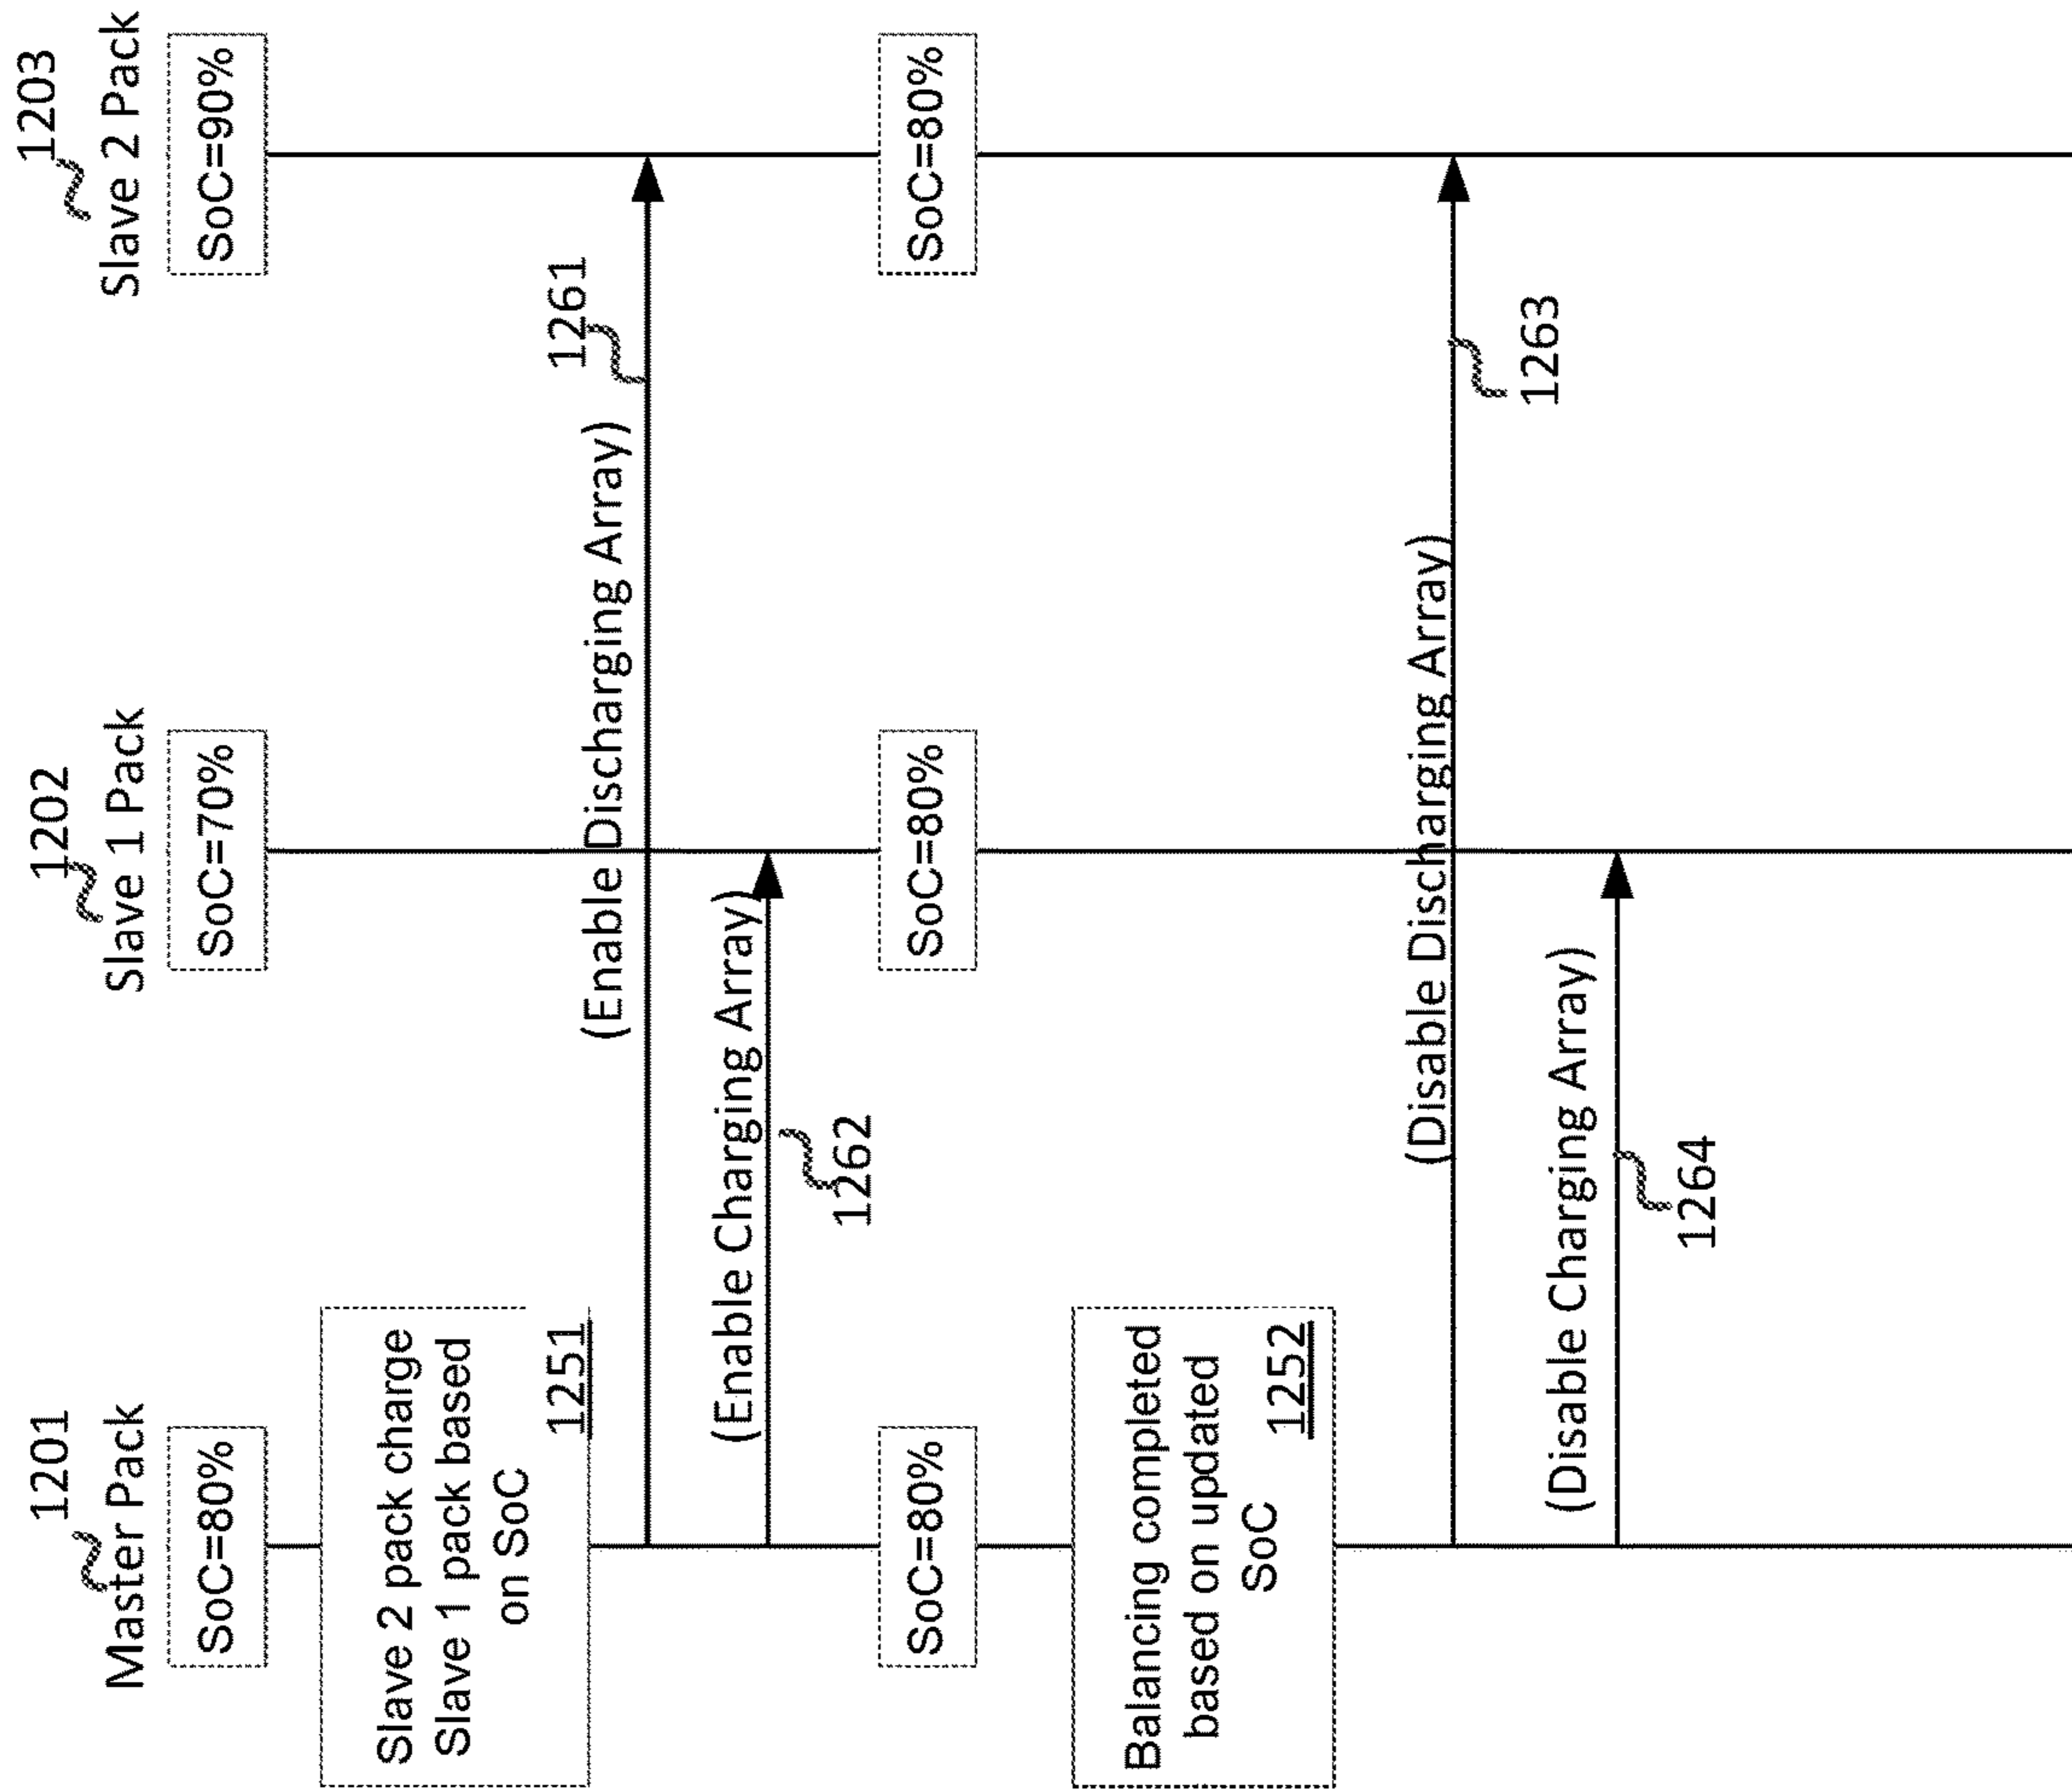 1201
Master Pack
1202
Slave 1 Pack
1203
Slave 2 Pack
SoC=80%
SoC=70%
SoC=90%
Slave 2 pack charge
Slave 1 pack based
on SoC
1251
(Enable Discharging Array)
1261
(Enable Charging Array)
1262
SoC=80%
SoC=80%
SoC=80%
Balancing completed
based on updated
SoC
1252
(Disable Discharging Array)
1263
(Disable Charging Array)
1264